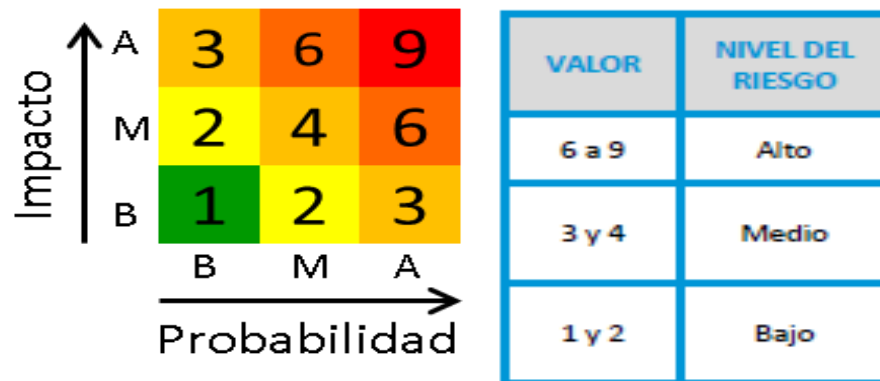 Impacto
A
3 6 9
M
2 4 6
B
1 2 3
B M A
Probabilidad
VALOR
NIVEL DEL
RIESGO
6 a 9 Alto
3 y 4 Medio
1 y 2 Bajo